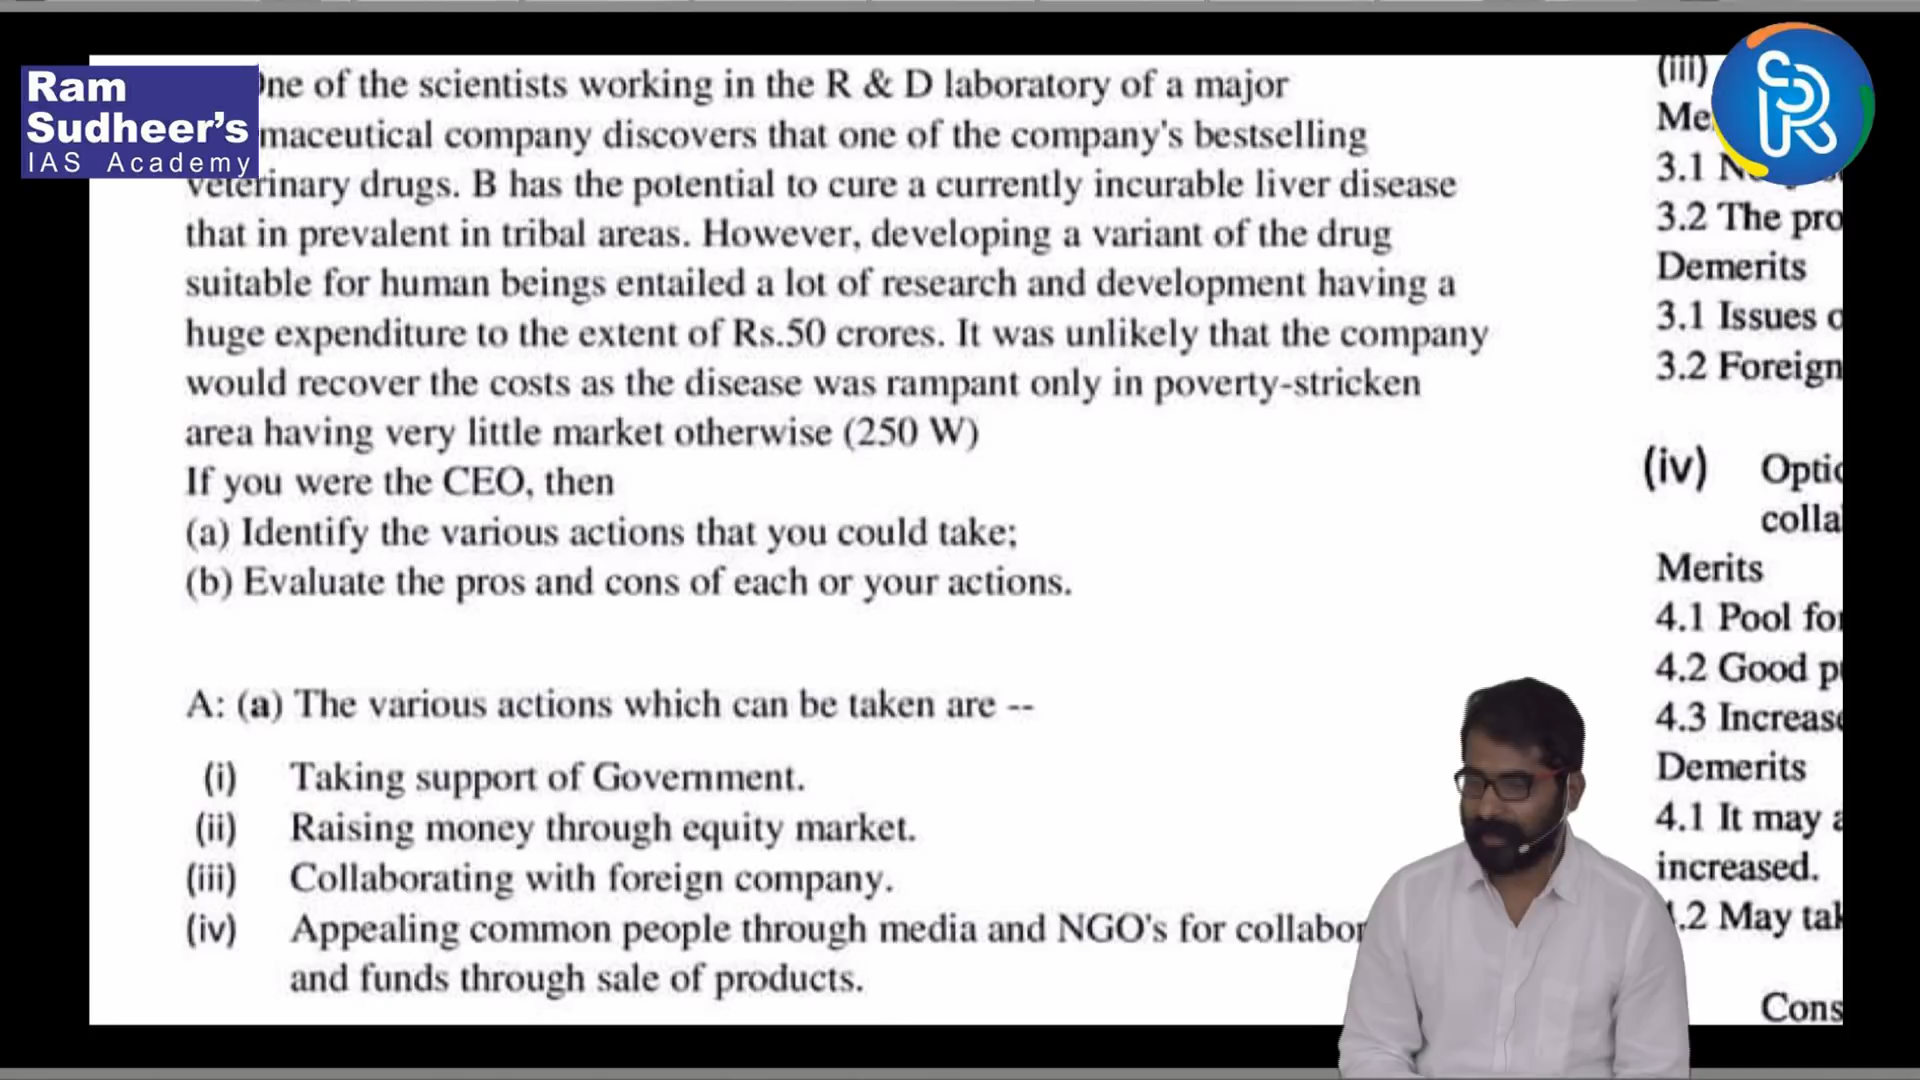 Ram
Sudheer's
IAS Academy
One of the scientists working in the R & D laboratory of a major
maceutical company discovers that one of the company's bestselling
veterinary drugs. B has the potential to cure a currently incurable liver disease
that in prevalent in tribal areas. However, developing a variant of the drug
suitable for human beings entailed a lot of research and development having a
huge expenditure to the extent of Rs.50 crores. It was unlikely that the company
would recover the costs as the disease was rampant only in poverty-stricken
area having very little market otherwise (250 W)
If you were the CEO, then
(a) Identify the various actions that you could take;
(b) Evaluate the pros and cons of each or your actions.
A: (a) The various actions which can be taken are --
(i) Taking support of Government.
(ii) Raising money through equity market.
(iii) Collaborating with foreign company.
(iv) Appealing common people through media and NGO's for collabor
and funds through sale of products.
(iii)
Me
3.1
3.2 The pro
Demerits
3.1 Issues
3.2 Foreign
(iv) Optio
colla
Merits
4.1 Pool for
4.2 Good p
4.3 Increase
Demerits
4.1 It may
increased.
.2 May tak
Cons